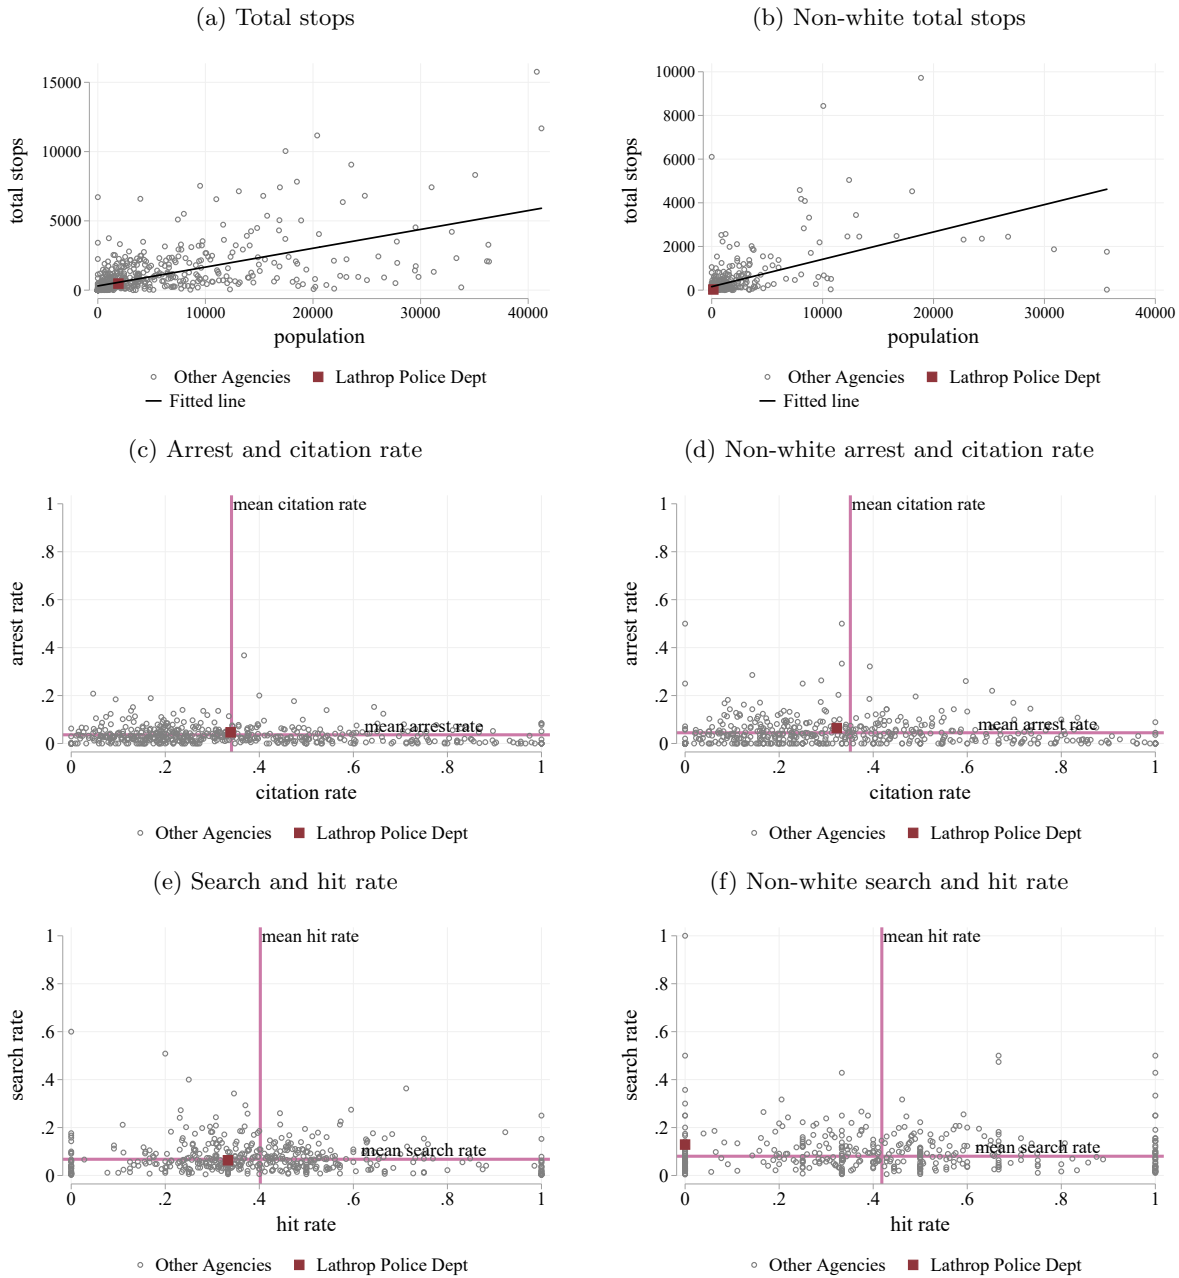 (a) Total stops
(b) Non-white total stops
total stops
15000
10000
5000
0
0 10000 20000 30000 40000
population
Other Agencies Lathrop Police Dept
Fitted line
total stops
10000
8000
6000
4000
2000
0
0 10000 20000 30000 40000
population
Other Agencies Lathrop Police Dept
Fitted line
(c) Arrest and citation rate
(d) Non-white arrest and citation rate
arrest rate
1
.8
.6
.4
.2
0
mean citation rate
mean arrest rate
0 .2 .4 .6 .8 1
citation rate
Other Agencies Lathrop Police Dept
arrest rate
1
.8
.6
.4
.2
0
mean citation rate
mean arrest rate
0 .2 .4 .6 .8 1
citation rate
Other Agencies Lathrop Police Dept
(e) Search and hit rate
(f) Non-white search and hit rate
search rate
1
.8
.6
.4
.2
0
mean hit rate
mean search rate
0 .2 .4 .6 .8 1
hit rate
Other Agencies Lathrop Police Dept
search rate
1
.8
.6
.4
.2
0
mean hit rate
mean search rate
0 .2 .4 .6 .8 1
hit rate
Other Agencies Lathrop Police Dept